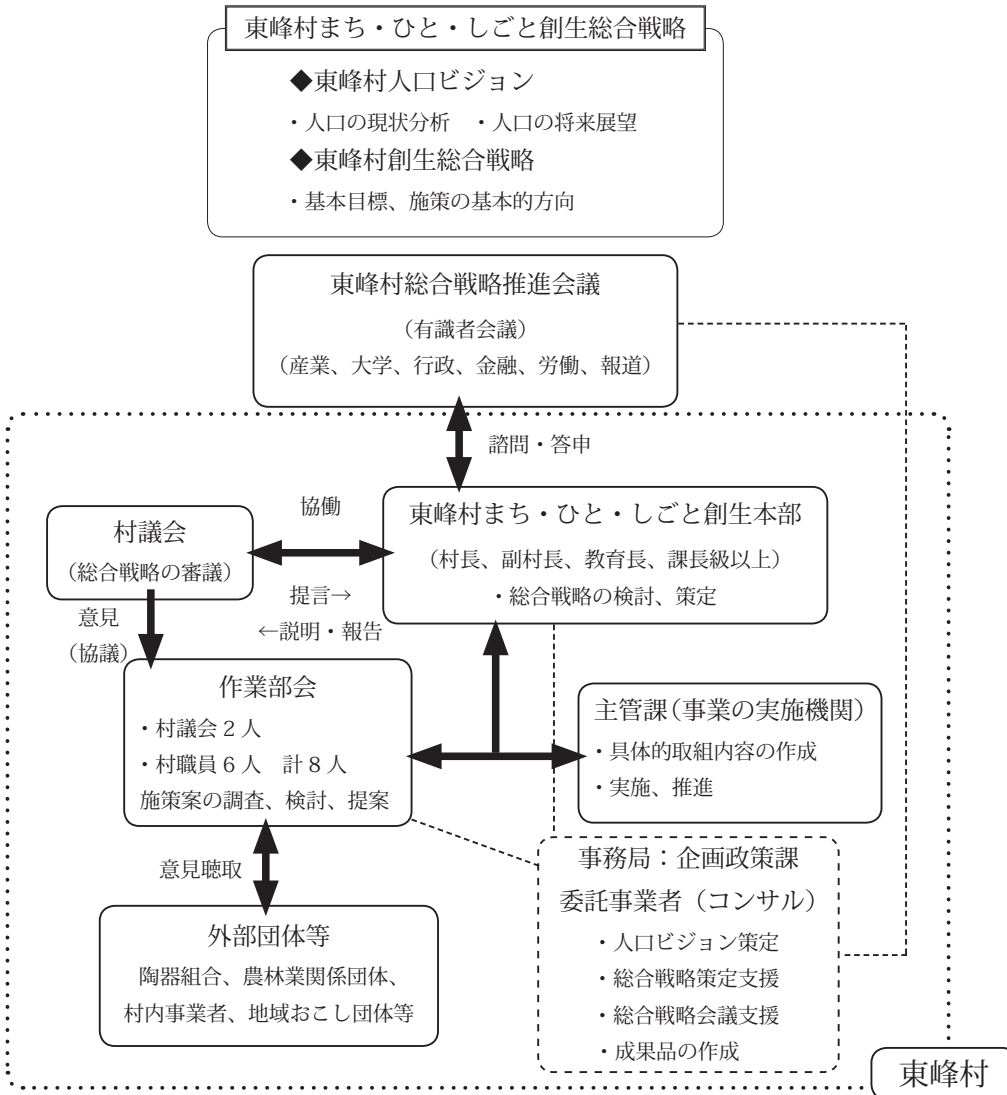 東峰村まち・ひと・しごと創生総合戦略
◆東峰村人口ビジョン
・人口の現状分析　・人口の将来展望
◆東峰村創生総合戦略
・基本目標、施策の基本的方向
東峰村総合戦略推進会議
（有識者会議）
（産業、大学、行政、金融、労働、報道）
諮問・答申
協働
東峰村まち・ひと・しごと創生本部
（村長、副村長、教育長、課長級以上）
・総合戦略の検討、策定
村議会
（総合戦略の審議）
提言→
←説明・報告
意見
（協議）
作業部会
・村議会２人
・村職員６人　計８人
施策案の調査、検討、提案
主管課（事業の実施機関）
・具体的取組内容の作成
・実施、推進
意見聴取
外部団体等
陶器組合、農林業関係団体、
村内事業者、地域おこし団体等
事務局：企画政策課
委託事業者（コンサル）
・人口ビジョン策定
・総合戦略策定支援
・総合戦略会議支援
・成果品の作成
東峰村